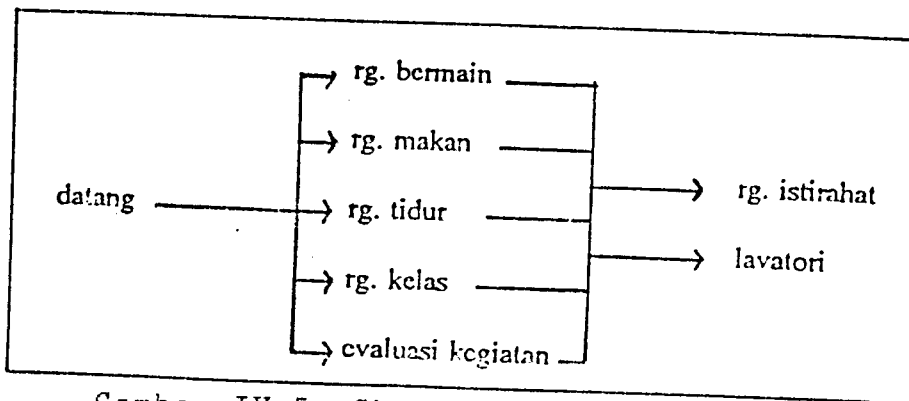 rg. bermain
rg. makan
datang
rg. tidur
rg. kelas
evaluasi kegiatan
rg. istirahat
lavatori